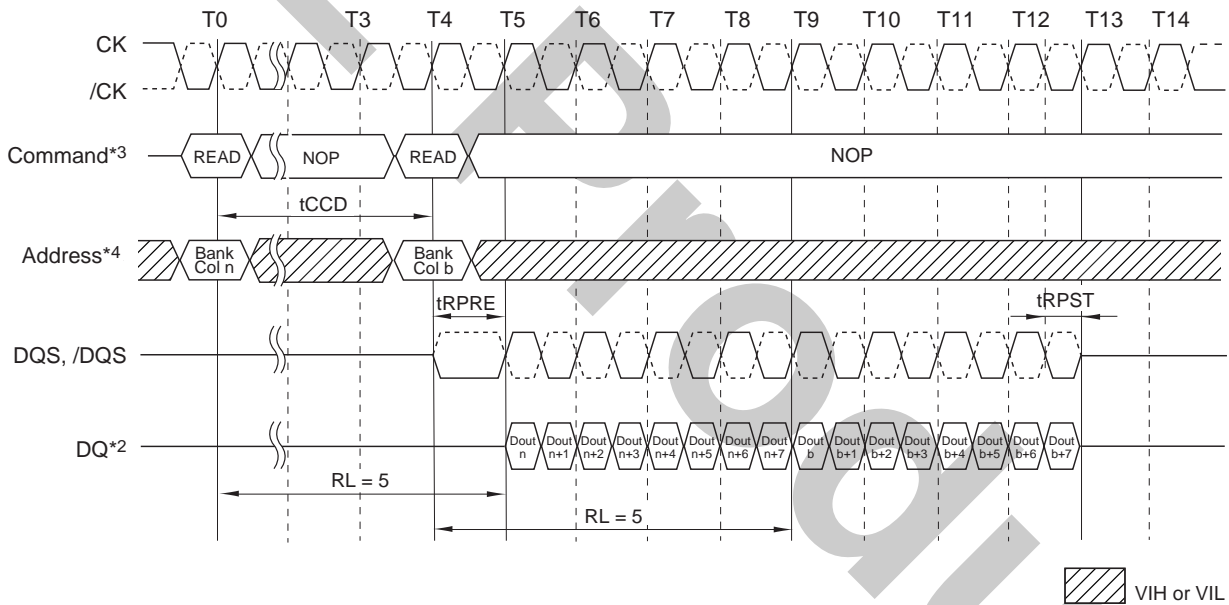 T0 T3 T4 T5 T6 T7 T8 T9 T10 T11 T12 T13 T14
CK
/CK
Command*3 READ NOP READ NOP
tCCD
Address*4 Bank Col n Bank Col b
tRPRE tRPST
DQS, /DQS
DQ*2 Dout n Dout n+1 Dout n+2 Dout n+3 Dout n+4 Dout n+5 Dout n+6 Dout n+7 Dout b Dout b+1 Dout b+2 Dout b+3 Dout b+4 Dout b+5 Dout b+6 Dout b+7
RL = 5
RL = 5
VIH or VIL